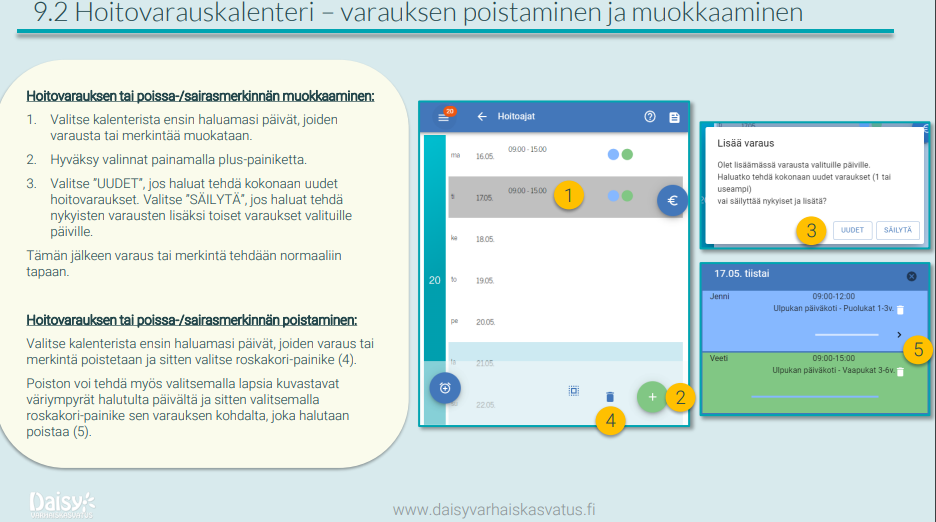 9.2 Hoitovarauskalenteri – varauksen poistaminen ja muokkaaminen
Hoitovarauksen tai poissa-/sairasmerkinnän muokkaaminen:
1. Valitse kalenterista ensin haluamasi päivät, joiden
varausta tai merkintää muokataan.
2. Hyväksy valinnat painamalla plus-painiketta.
3. Valitse "UUDET", jos haluat tehdä kokonaan uudet
hoitovaraukset. Valitse "SÄILYTÄ", jos haluat tehdä
nykyisten varausten lisäksi toiset varaukset valituille
päiville.
Tämän jälkeen varaus tai merkintä tehdään normaaliin
tapaan.
Hoitovarauksen tai poissa-/sairasmerkinnän poistaminen:
Valitse kalenterista ensin haluamasi päivät, joiden varaus tai
merkintä poistetaan ja sitten valitse roskakori-painike (4).
Poiston voi tehdä myös valitsemalla lapsia kuvastavat
väriympyrät halutulta päivältä ja sitten valitsemalla
roskakori-painike sen varauksen kohdalta, joka halutaan
poistaa (5).
20
Hoitoajat
ma 16.05. 09:00 - 15:00
ti 17.05. 09:00 - 15:00
1
€
ke 18.05.
20
to 19.05.
pe 20.05.
la 21.05.
22.05.
+
2
4
Lisää varaus
Olet lisäämässä varausta valituille päiville.
Haluatko tehdä kokonaan uudet varaukset (1 tai
useampi)
vai säilyttää nykyiset ja lisätä?
3
UUDET
SÄILYTÄ
17.05. tiistai
Jenni 09:00-12:00
Ulpukan päiväkoti - Puolukat 1-3v.
5
Veeti 09:00-15:00
Ulpukan päiväkoti - Vaapukat 3-6v.
Daisy
VARHAISKASVATUS
www.daisyvarhaiskasvatus.fi